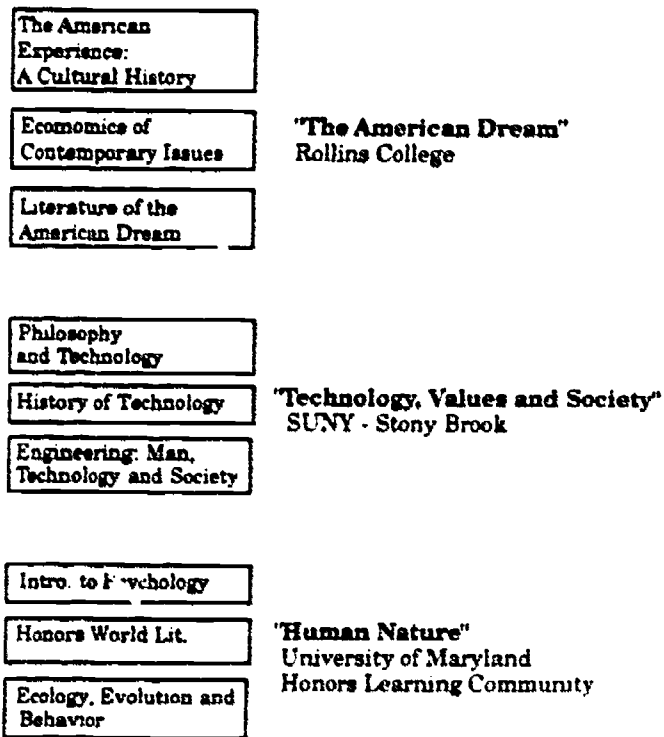 The American
Experience:
A Cultural History
Ecomomics of
Contemporary Issues
"The American Dream"
Rollins College
Literature of the
American Dream
Philosophy
and Technology
History of Technology
"Technology, Values and Society"
SUNY - Stony Brook
Engineering: Man,
Technology and Society
Intro. to
Honors World Lit.
"Human Nature"
University of Maryland
Honors Learning Community
Ecology, Evolution and
Behavior